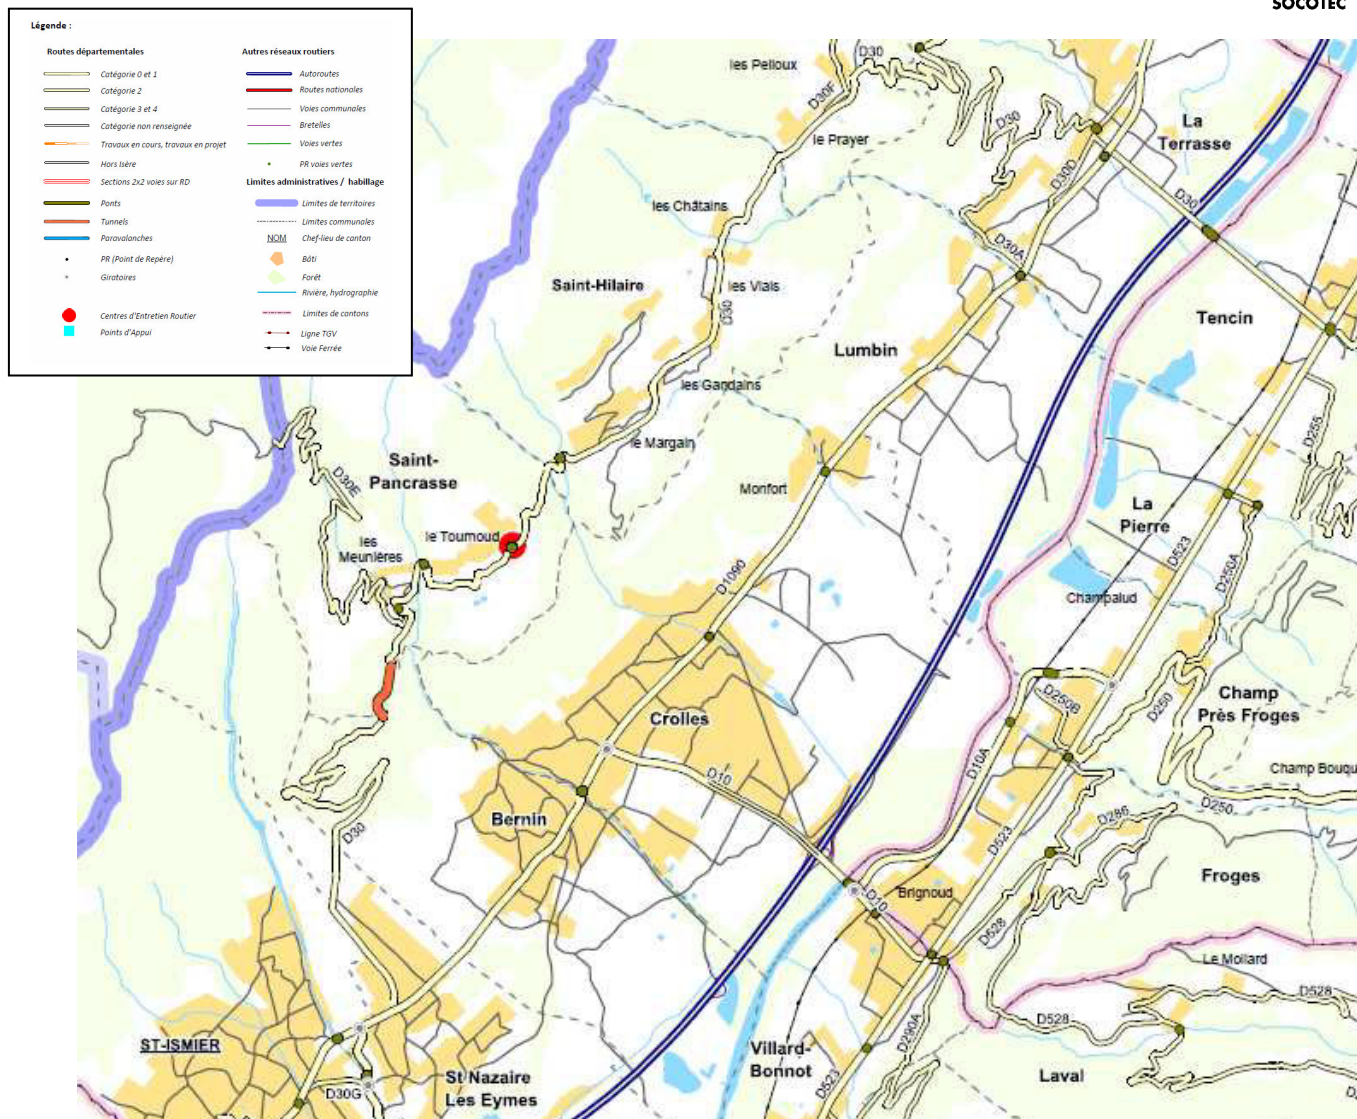 SOCOTEC
Légende :
Routes départementales
Catégorie 0 et 1
Catégorie 2
Catégorie 3 et 4
Catégorie non renseignée
Travaux en cours, travaux en projet
Hors Isère
Sections 2x2 voies sur RD
Ponts
Tunnels
Paravalanches
PR (Point de Repère)
Giratoires
Centres d'Entretien Routier
Points d'Appui
Autres réseaux routiers
Autoroutes
Routes nationales
Voies communales
Bretelles
Voies vertes
PR voies vertes
Limites administratives / habillage
Limites de territoires
Limites communales
NOM Chef-lieu de canton
Bâti
Forêt
Rivière, hydrographie
Limites de cantons
Ligne TGV
Voie Ferrée
D30
les Pelloux
D30F
le Prayer
D30
La
Terrasse
D30D
D30
les Châtains
D30A
Saint-Hilaire
les Vials
D30
Tencin
Lumbin
les Gandains
le Margain
D255
Saint-
Pancrasse
D30E
Monfort
La
Pierre
le Tournoud
les
Meunières
D523
D250A
D1090
Champalud
Crolles
D250B
D250
Champ
Près Froges
D10
D10A
Champ Bouqu
D250
Bernin
D286
D30
D523
Froges
Brignoud
D10
D528
Le Mollard
D528
D528
ST-ISMIER
D290A
Villard-
Bonnot
St Nazaire
Les Eymes
Laval
D30G
D523
D